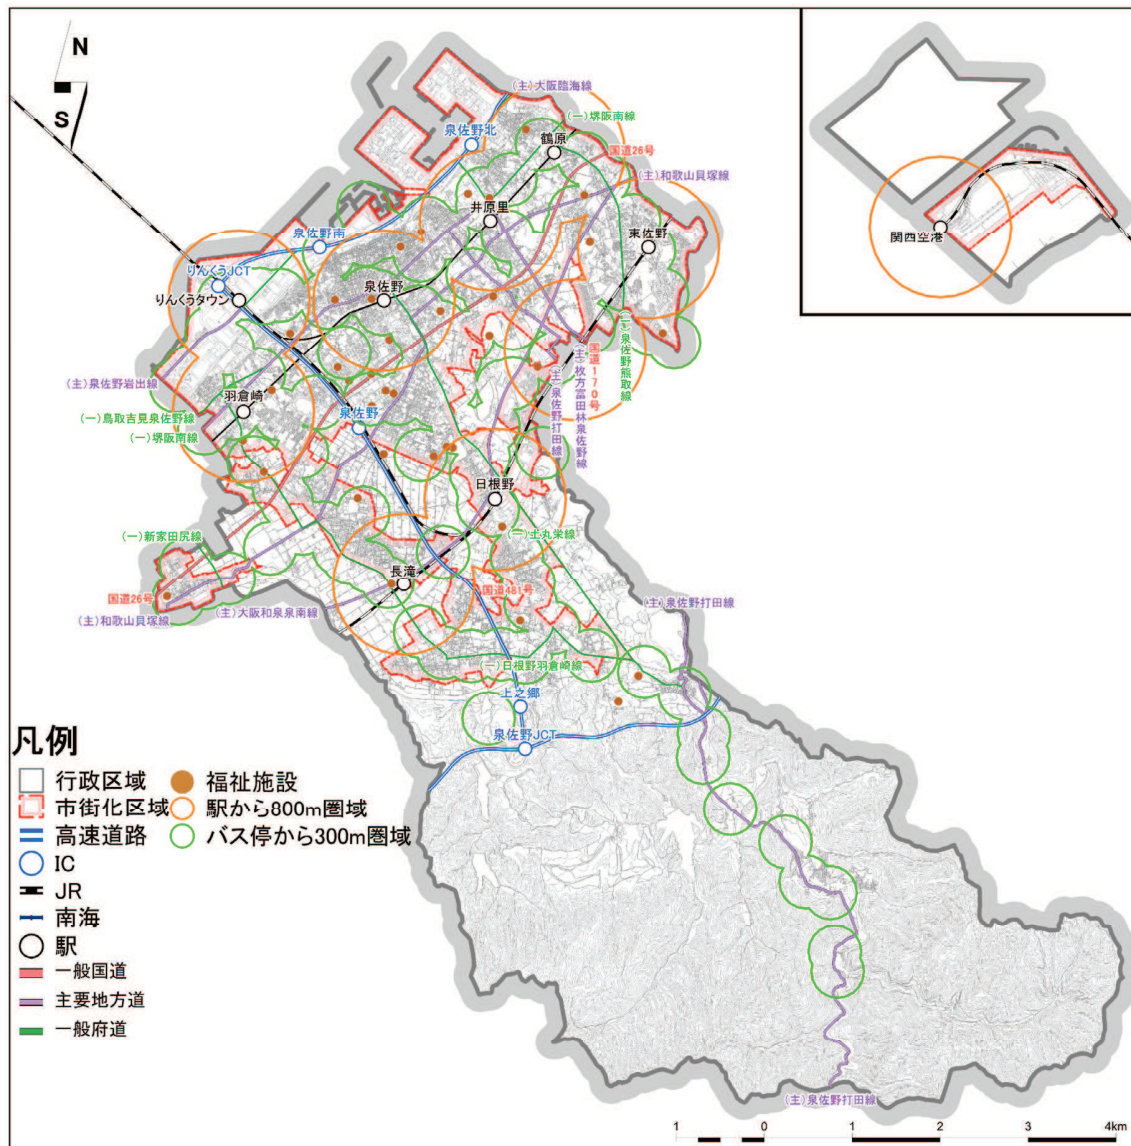 N
S
(主)大阪臨海線
泉佐野北
(一)堺阪南線
鶴原
国道26号
(主)和歌山貝塚線
井原里
東佐野
泉佐野南
りんくうJCT
りんくうタウン
泉佐野
関西空港
(主)泉佐野岩出線
羽倉崎
(一)鳥取吉見泉佐野線
(一)堺阪南線
泉佐野
(一)泉佐野熊取線
国道170号
(主)枚方富田林泉佐野線
(主)泉佐野打田線
日根野
(一)新家田尻線
(一)土丸栄線
長滝
国道481号
国道26号
(主)和歌山貝塚線
(主)大阪和泉泉南線
(主)泉佐野打田線
(一)日根野羽倉崎線
上之郷
泉佐野JCT
凡例
行政区域
福祉施設
市街化区域
駅から800m圏域
高速道路
バス停から300m圏域
IC
JR
南海
駅
一般国道
主要地方道
一般府道
(主)泉佐野打田線
1 0 1 2 3 4km